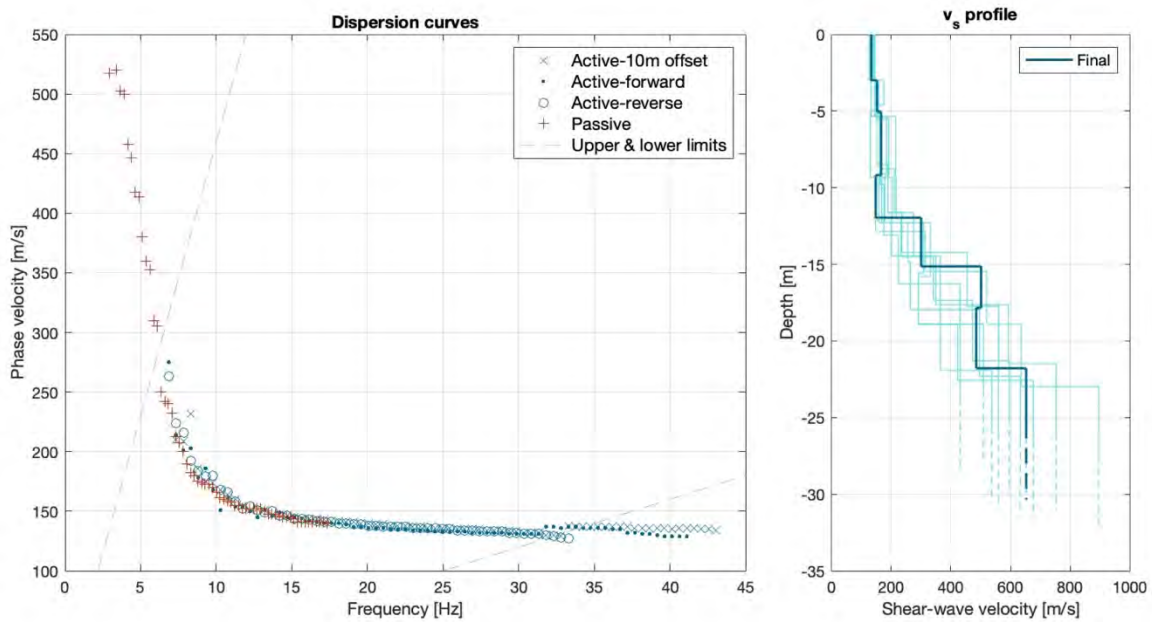 Dispersion curves
550
500
450
400
350
300
250
200
150
100
Phase velocity [m/s]
0 5 10 15 20 25 30 35 40 45
Frequency [Hz]
Active-10m offset
Active-forward
Active-reverse
Passive
Upper & lower limits
v_s profile
0
-5
-10
-15
-20
-25
-30
-35
Depth [m]
0 200 400 600 800 1000
Shear-wave velocity [m/s]
Final